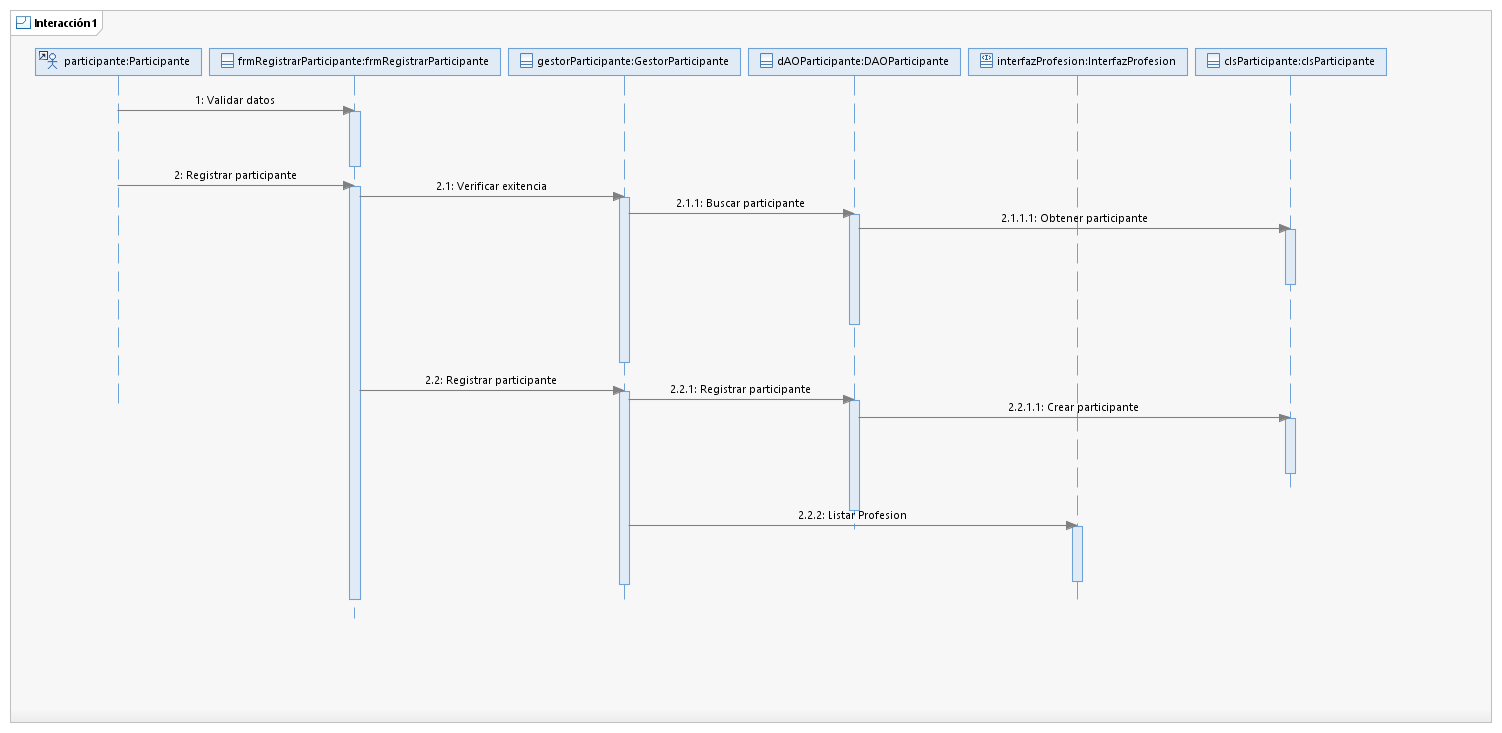 Interacción1
participante:Participante
frmRegistrarParticipante:frmRegistrarParticipante
gestorParticipante:GestorParticipante
dAOParticipante:DAOParticipante
interfazProfesion:InterfazProfesion
clsParticipante:clsParticipante
1: Validar datos
2: Registrar participante
2.1: Verificar exitencia
2.1.1: Buscar participante
2.1.1.1: Obtener participante
2.2: Registrar participante
2.2.1: Registrar participante
2.2.1.1: Crear participante
2.2.2: Listar Profesion